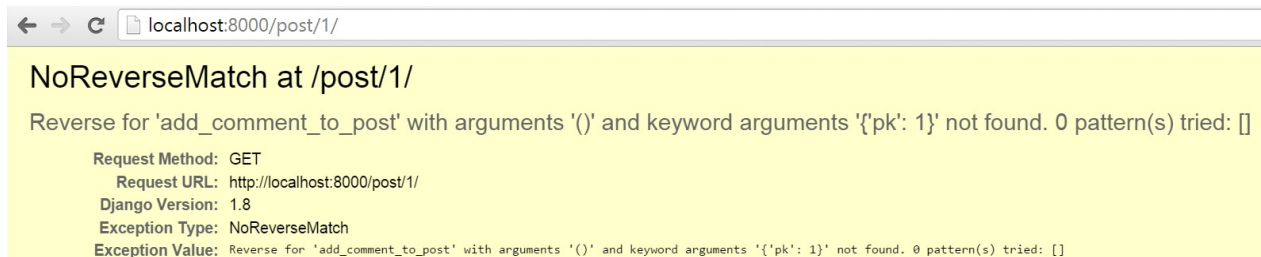 localhost:8000/post/1/
NoReverseMatch at /post/1/
Reverse for 'add_comment_to_post' with arguments '()' and keyword arguments '{'pk': 1}' not found. 0 pattern(s) tried: []
Request Method: GET
Request URL: http://localhost:8000/post/1/
Django Version: 1.8
Exception Type: NoReverseMatch
Exception Value: Reverse for 'add_comment_to_post' with arguments '()' and keyword arguments '{'pk': 1}' not found. 0 pattern(s) tried: []